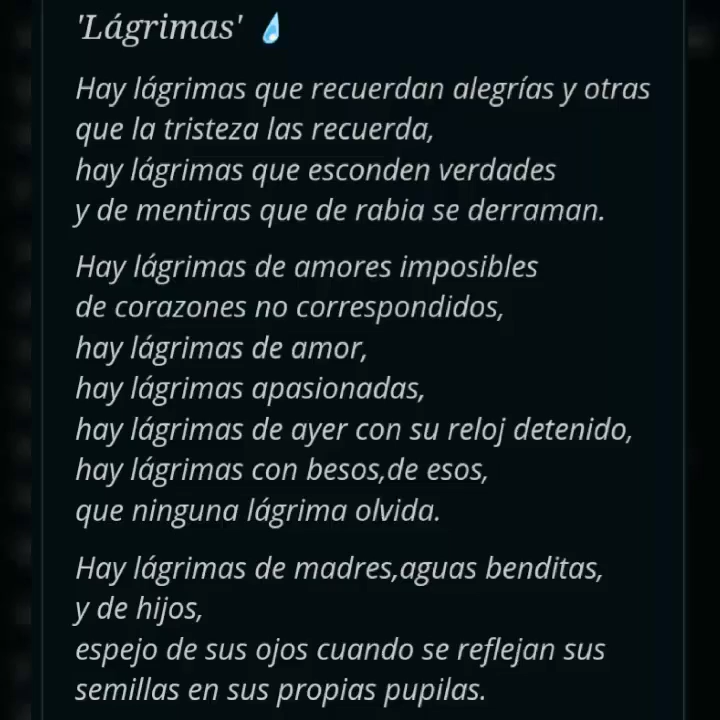 'Lágrimas' 💧
Hay lágrimas que recuerdan alegrías y otras
que la tristeza las recuerda,
hay lágrimas que esconden verdades
y de mentiras que de rabia se derraman.
Hay lágrimas de amores imposibles
de corazones no correspondidos,
hay lágrimas de amor,
hay lágrimas apasionadas,
hay lágrimas de ayer con su reloj detenido,
hay lágrimas con besos,de esos,
que ninguna lágrima olvida.
Hay lágrimas de madres,aguas benditas,
y de hijos,
espejo de sus ojos cuando se reflejan sus
semillas en sus propias pupilas.